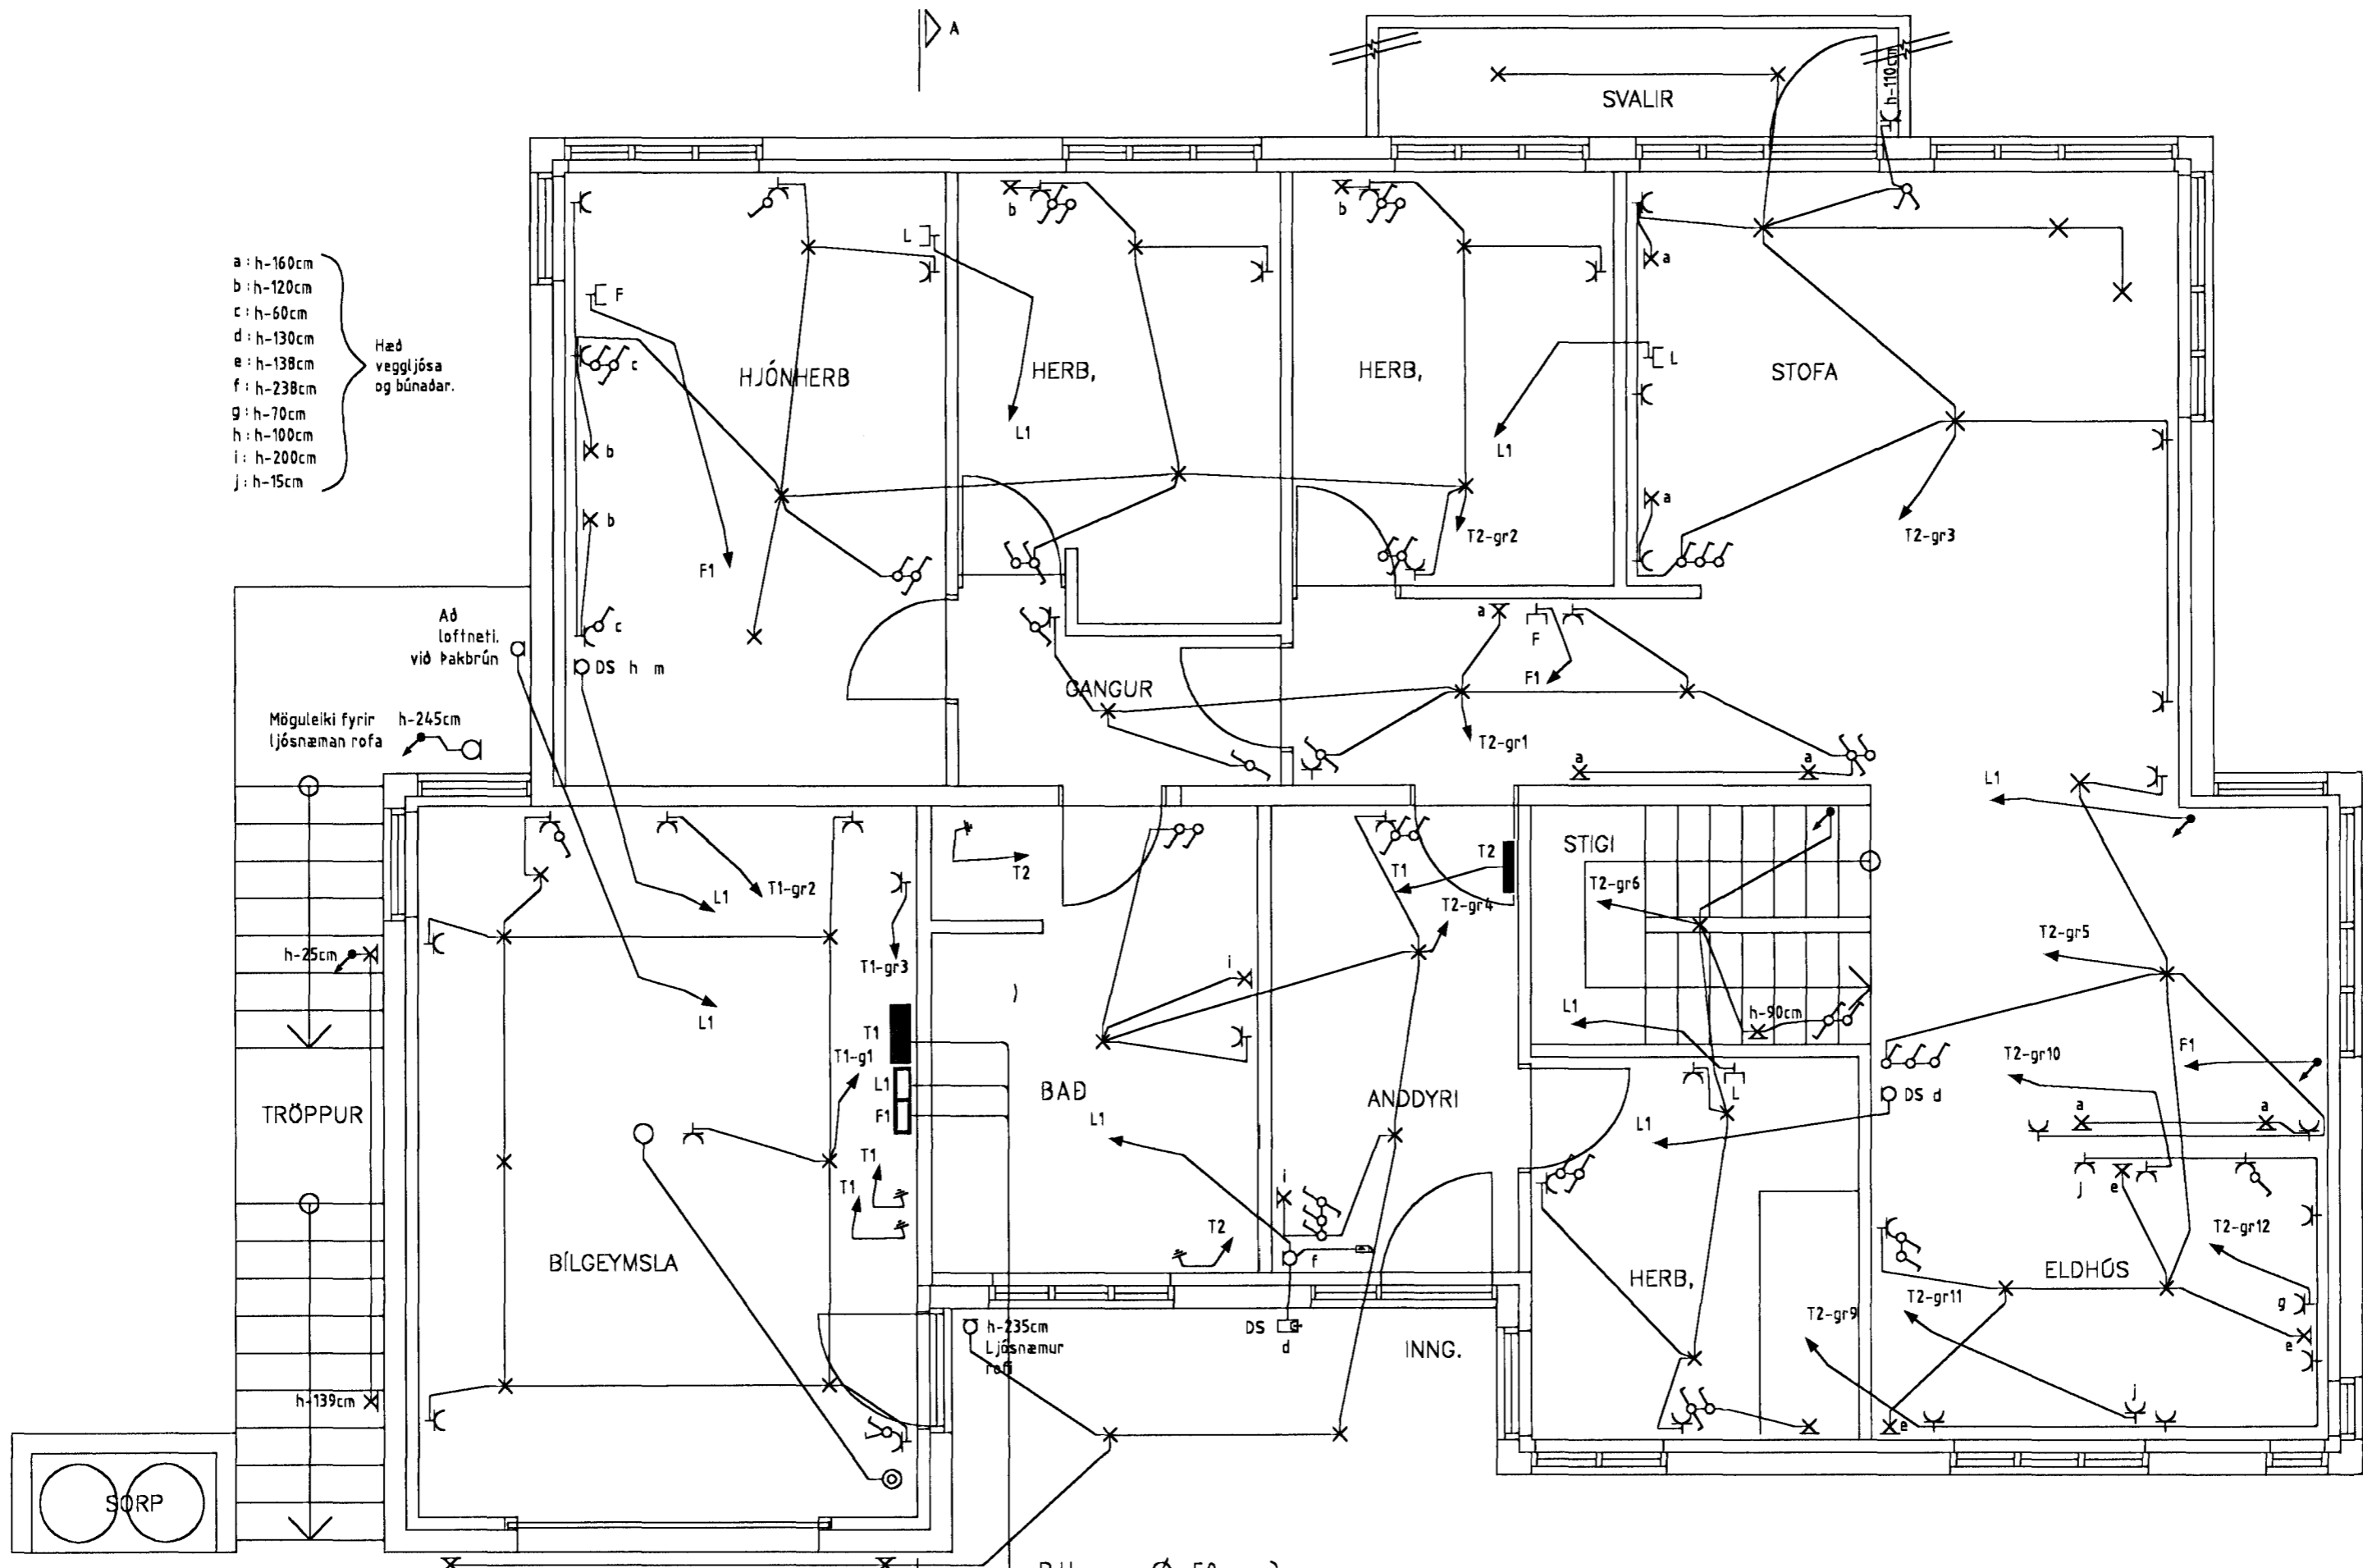 A
SVALIR
h-110cm
a : h-160cm
b : h-120cm
c : h-60cm
d : h-130cm
e : h-138cm
f : h-238cm
g : h-70cm
h : h-100cm
i : h-200cm
j : h-15cm
Hæð
veggljósa
og búnaðar.
b
b
L
a
F
HJÓNHERB
HERB,
HERB,
STOFA
c
L
L1
L1
b
b
a
T2-gr2
T2-gr3
F1
c
DS h m
Að
loftneti.
við Þakbrún
Möguleiki fyrir
ljósnæman rofa
h-245cm
GANGUR
a
F
F1
T2-gr1
a
a
L1
T1-gr2
L1
T2
T1
T2
STIGI
T2-gr6
T2-gr4
T2-gr5
h-25cm
T1-gr3
i
L1
T1
T1-g1
L1
F1
L1
h-90cm
T2-gr10
F1
TRÖPPUR
BAÐ
L1
ANDDYRI
L
L1
DS d
a
a
T1
T1
i
j
e
T2
f
T2-gr12
BÍLGEYMSLA
HERB,
ELDHÚS
T2-gr9
T2-gr11
g
e
h-235cm
Ljósnæmur
rofi
DS
d
INNG.
h-139cm
j
e
SORP